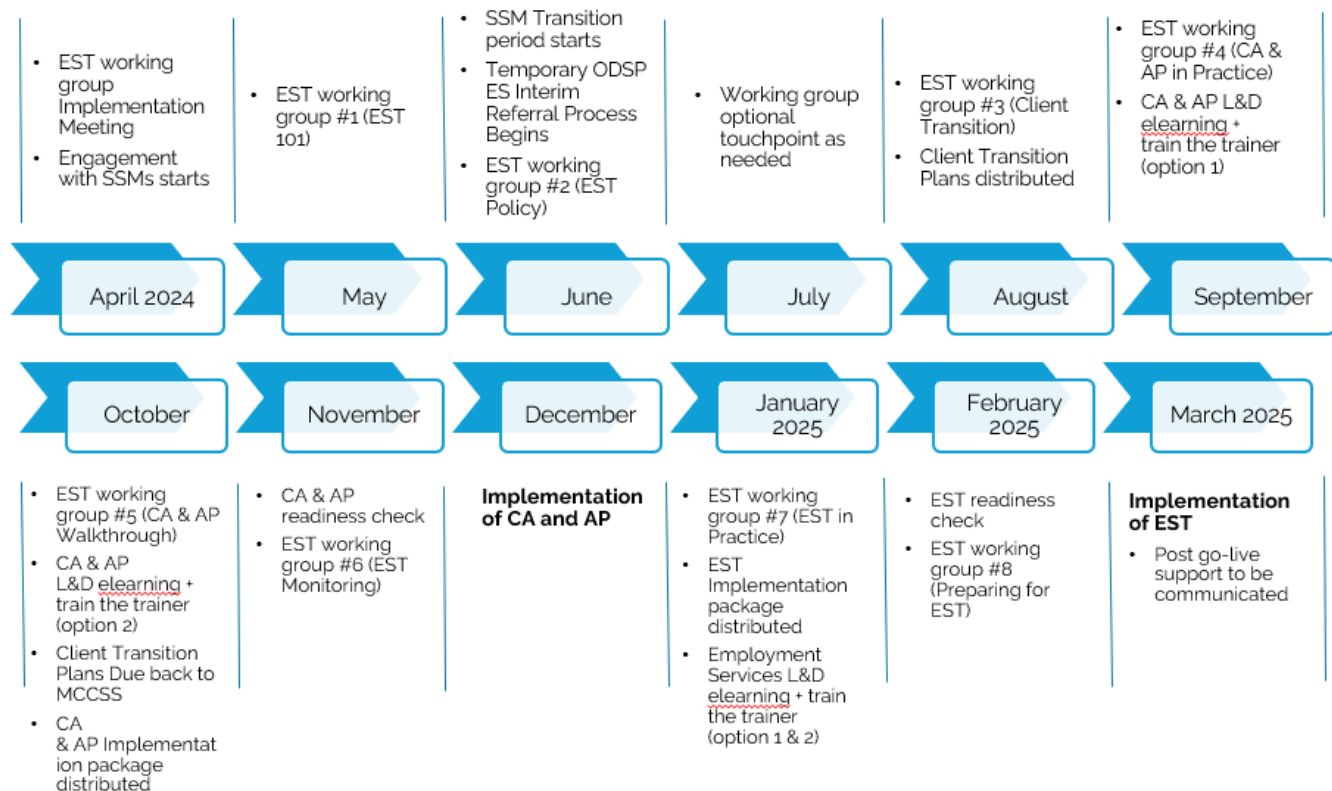 • EST working
group
Implementation
Meeting
• Engagement
with SSMs starts
• EST working
group #1 (EST
101)
• SSM Transition
period starts
• Temporary ODSP
ES Interim
Referral Process
Begins
• EST working
group #2 (EST
Policy)
• Working group
optional
touchpoint as
needed
• EST working
group #3 (Client
Transition)
• Client Transition
Plans distributed
• EST working
group #4 (CA &
AP in Practice)
• CA & AP L&D
elearning +
train the trainer
(option 1)
April 2024
May
June
July
August
September
October
November
December
January
2025
February
2025
March 2025
• EST working
group #5 (CA & AP
Walkthrough)
• CA & AP
L&D elearning +
train the trainer
(option 2)
• Client Transition
Plans Due back to
MCCSS
• CA
& AP Implementat
ion package
distributed
• CA & AP
readiness check
• EST working
group #6 (EST
Monitoring)
Implementation
of CA and AP
• EST working
group #7 (EST in
Practice)
• EST
Implementation
package
distributed
• Employment
Services L&D
elearning + train
the trainer
(option 1 & 2)
• EST readiness
check
• EST working
group #8
(Preparing for
EST)
Implementation
of EST
• Post go-live
support to be
communicated